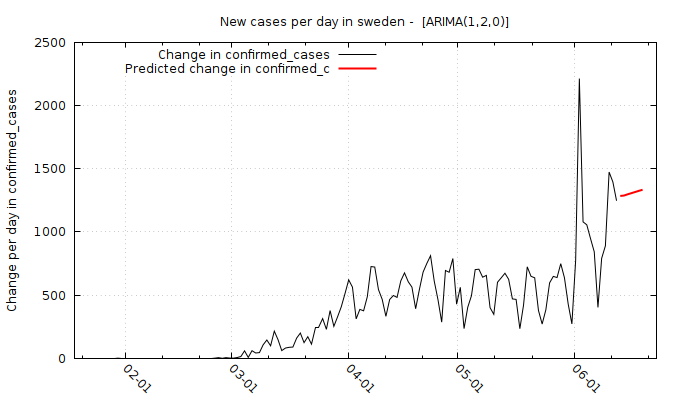 New cases per day in sweden - [ARIMA(1,2,0)]
Change in confirmed_cases
Predicted change in confirmed_c
Change per day in confirmed_cases
2500
2000
1500
1000
500
0
02-01
03-01
04-01
05-01
06-01